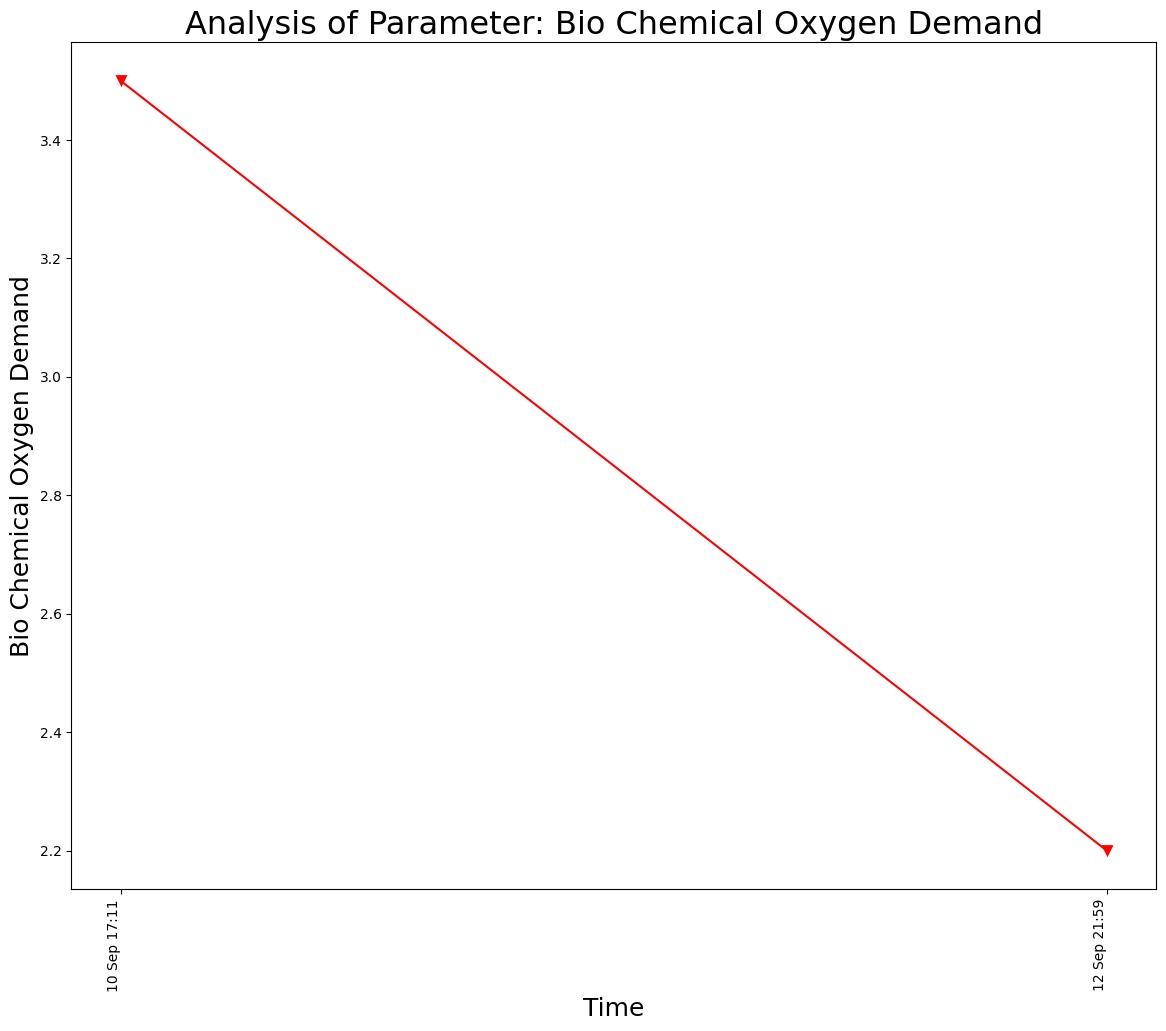 Analysis of Parameter: Bio Chemical Oxygen Demand
Bio Chemical Oxygen Demand
3.4
3.2
3.0
2.8
2.6
2.4
2.2
10 Sep 17:11
12 Sep 21:59
Time